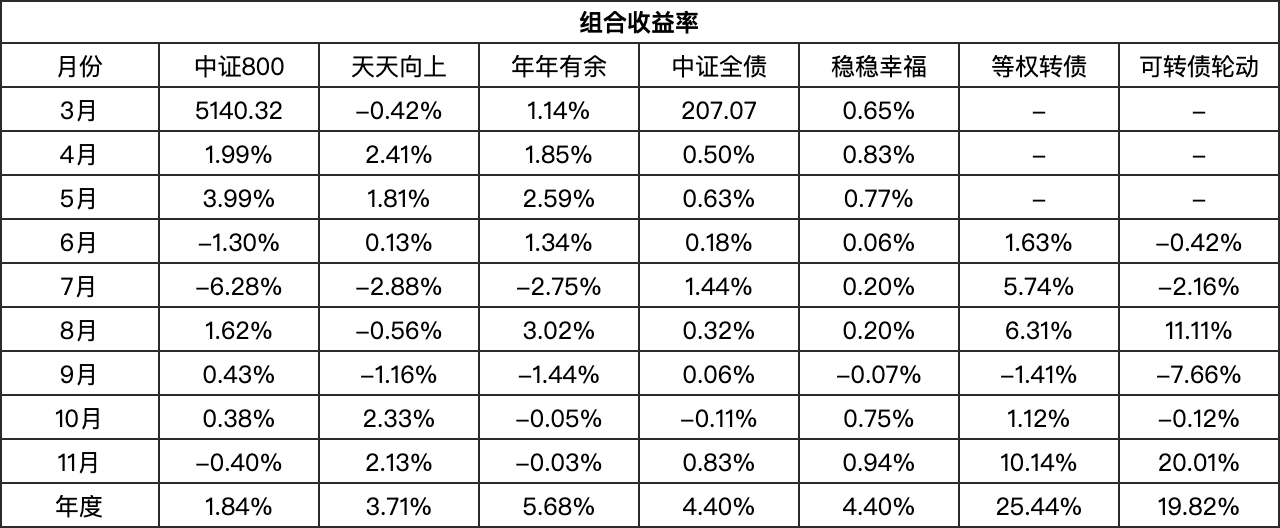 组合收益率
月份 中证800 天天向上 年年有余 中证全债 稳稳幸福 等权转债 可转债轮动
3月 5140.32 –0.42% 1.14% 207.07 0.65% – –
4月 1.99% 2.41% 1.85% 0.50% 0.83% – –
5月 3.99% 1.81% 2.59% 0.63% 0.77% – –
6月 –1.30% 0.13% 1.34% 0.18% 0.06% 1.63% –0.42%
7月 –6.28% –2.88% –2.75% 1.44% 0.20% 5.74% –2.16%
8月 1.62% –0.56% 3.02% 0.32% 0.20% 6.31% 11.11%
9月 0.43% –1.16% –1.44% 0.06% –0.07% –1.41% –7.66%
10月 0.38% 2.33% –0.05% –0.11% 0.75% 1.12% –0.12%
11月 –0.40% 2.13% –0.03% 0.83% 0.94% 10.14% 20.01%
年度 1.84% 3.71% 5.68% 4.40% 4.40% 25.44% 19.82%